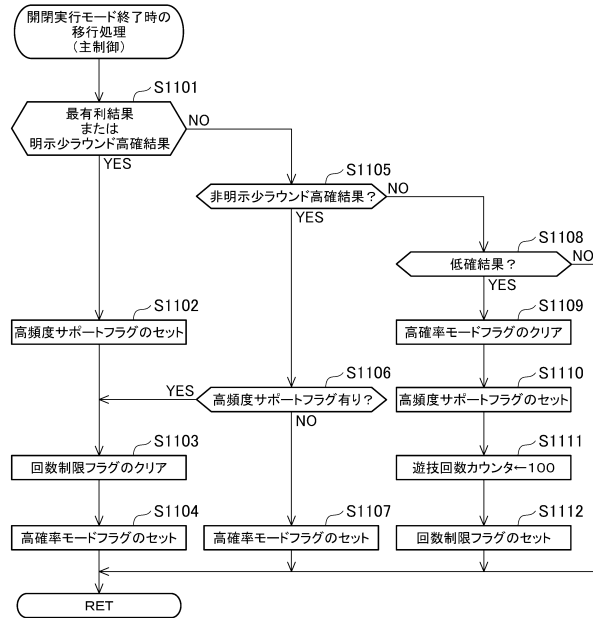 開閉実行モード終了時の
移行処理
(主制御)
S1101
最有利結果
または
明示少ラウンド高確結果
NO
YES
S1105
非明示少ラウンド高確結果？
NO
YES
S1108
低確結果？
NO
YES
S1102
高頻度サポートフラグのセット
S1109
高確率モードフラグのクリア
S1106
高頻度サポートフラグ有り？
YES
NO
S1110
高頻度サポートフラグのセット
S1103
回数制限フラグのクリア
S1111
遊技回数カウンタ←100
S1104
高確率モードフラグのセット
S1107
高確率モードフラグのセット
S1112
回数制限フラグのセット
RET